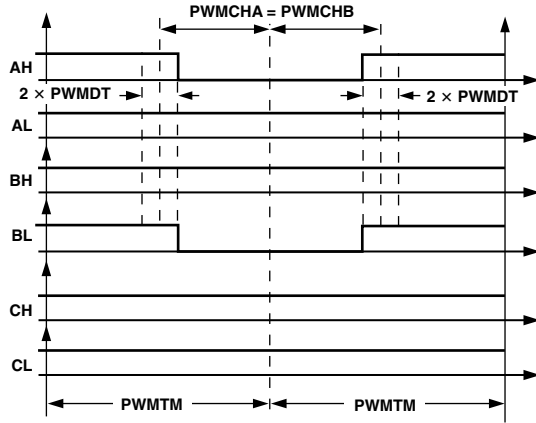 PWMCHA = PWMCHB
AH
2 × PWMDT
2 × PWMDT
AL
BH
BL
CH
CL
PWMTM
PWMTM